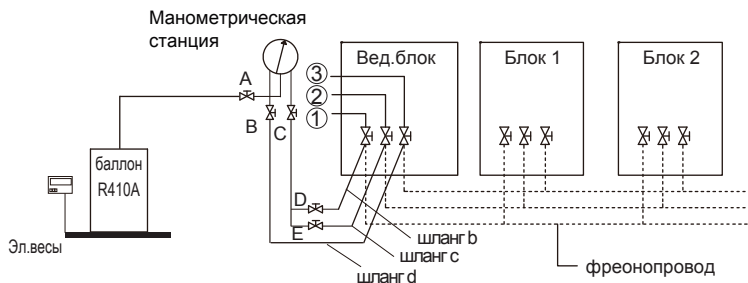 Манометрическая
станция
Вед.блок
Блок 1
Блок 2
A
B
C
③
②
①
баллон
R410A
Эл.весы
D
E
шланг b
шланг c
шланг d
фреонопровод